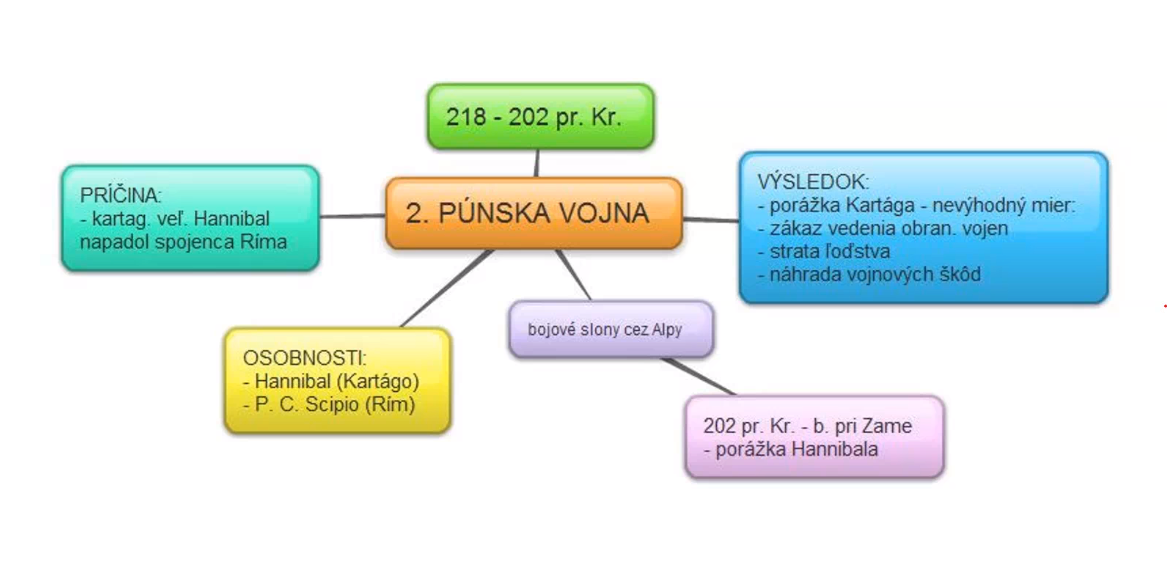 218 - 202 pr. Kr.
2. PÚNSKA VOJNA
PRÍČINA:
- kartag. veľ. Hannibal
napadol spojenca Ríma
VÝSLEDOK:
- porážka Kartága - nevýhodný mier:
- zákaz vedenia obran. vojen
- strata ľoďstva
- náhrada vojnových škôd
OSOBNOSTI:
- Hannibal (Kartágo)
- P. C. Scipio (Rím)
bojové slony cez Alpy
202 pr. Kr. - b. pri Zame
- porážka Hannibala